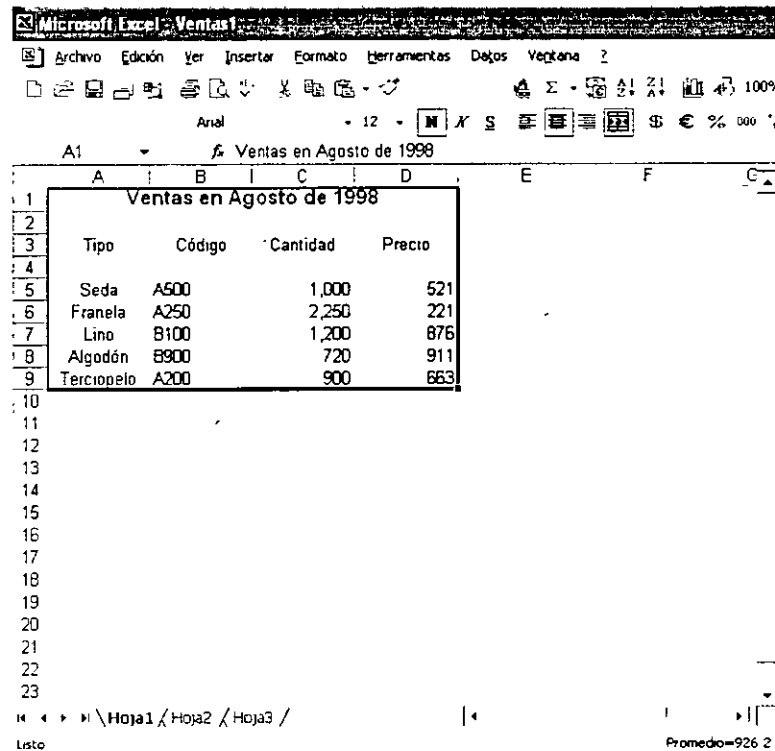 Microsoft Excel - Ventas1
Archivo Edición Ver Insertar Formato Herramientas Datos Ventana ?
100%
Arial 12 N K S $ € % 000
A1 fx Ventas en Agosto de 1998
A B C D E F G
1 Ventas en Agosto de 1998
2
3 Tipo Código Cantidad Precio
4
5 Seda A500 1,000 521
6 Franela A250 2,250 221
7 Lino B100 1,200 876
8 Algodón B900 720 911
9 Terciopelo A200 900 663
10
11
12
13
14
15
16
17
18
19
20
21
22
23
Hoja1 Hoja2 Hoja3
Listo Promedio=926 2